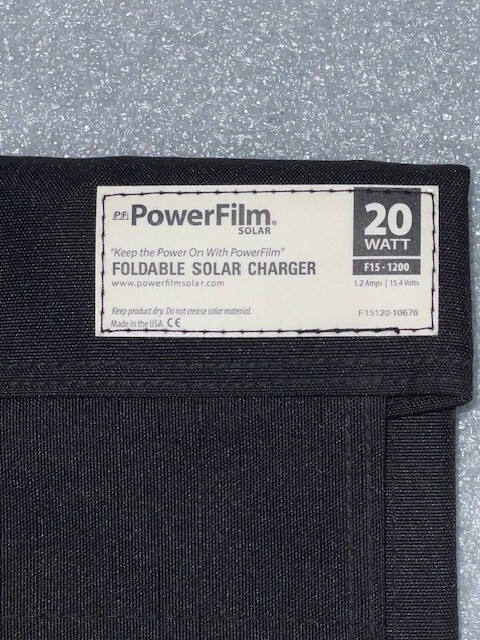 PF PowerFilm®
SOLAR
"Keep the Power On With PowerFilm"
FOLDABLE SOLAR CHARGER
www.powerfilmsolar.com
Keep product dry. Do not crease solar material.
Made in the USA. CE
20
WATT
F15 - 1200
1.2 Amps | 15.4 Volts
F15120-10676